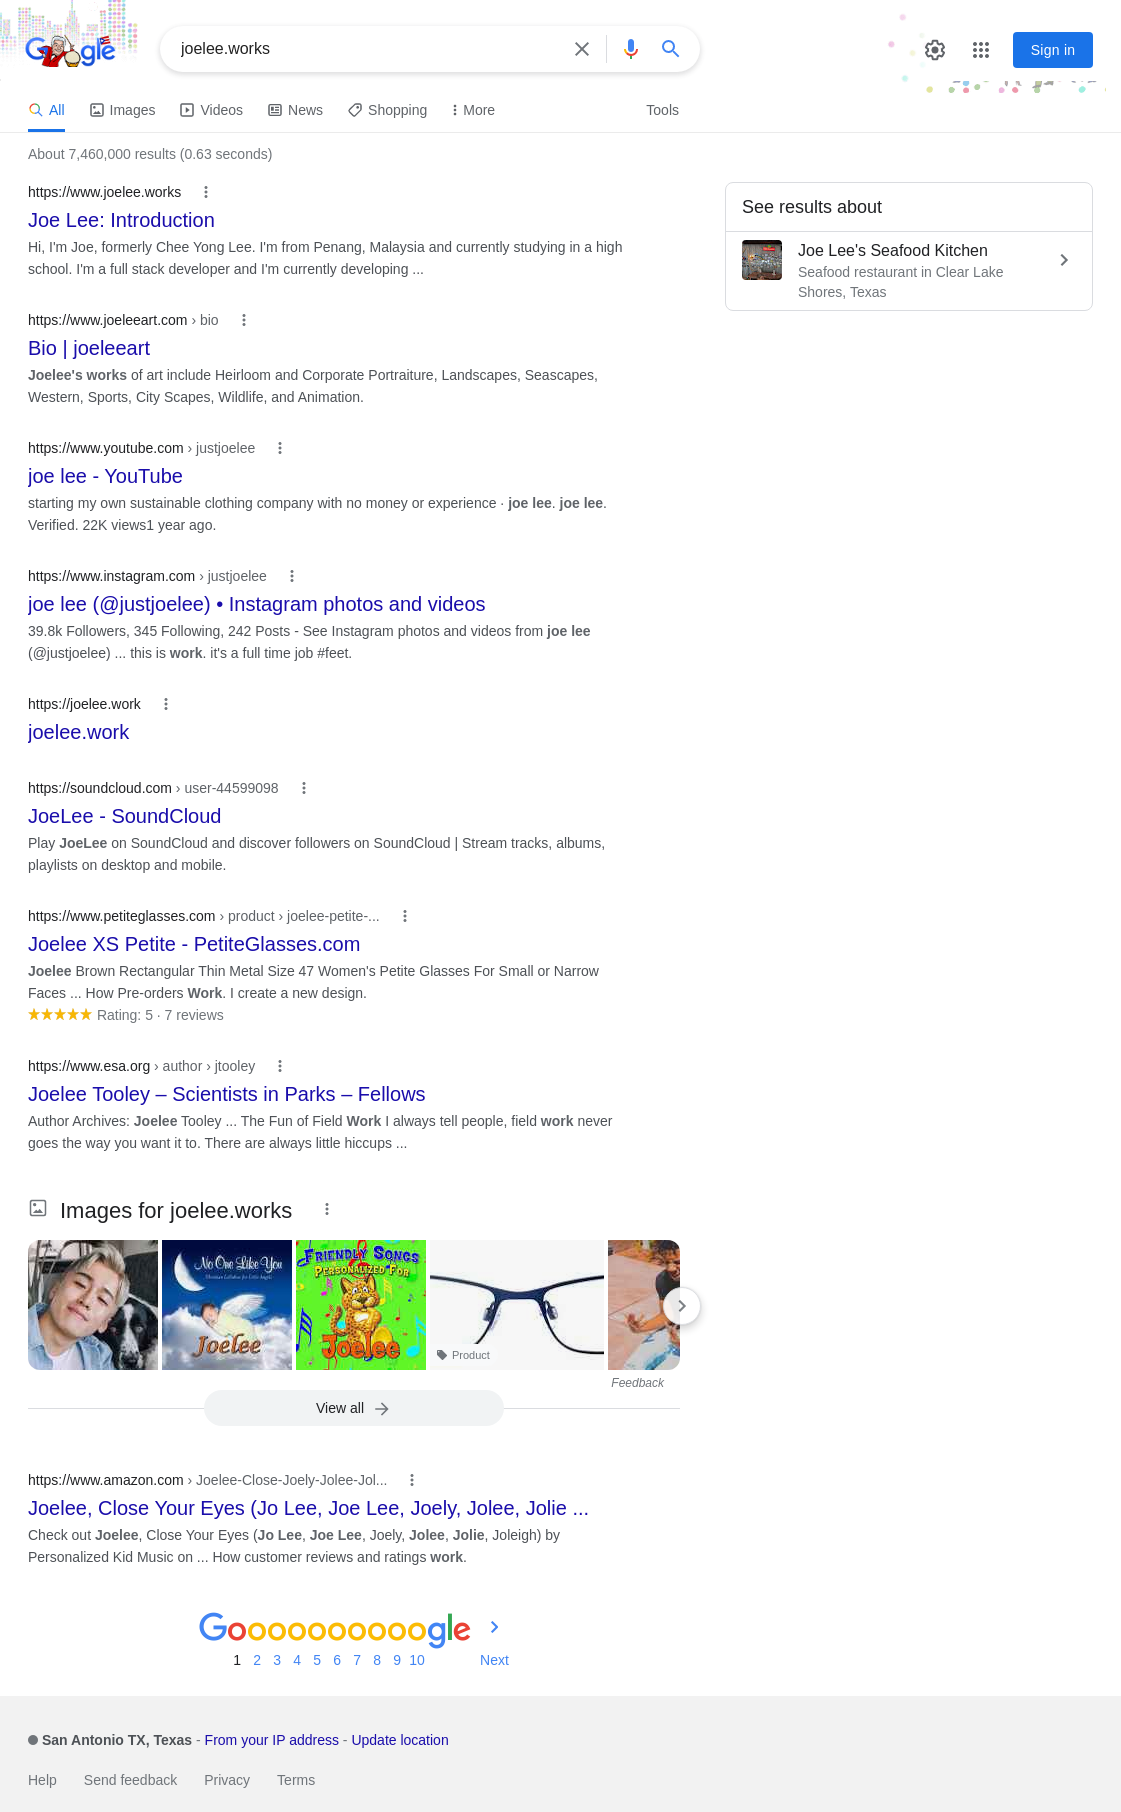 Google
joelee.works
Sign in
All
Images
Videos
News
Shopping
More
Tools
About 7,460,000 results (0.63 seconds)
https://www.joelee.works
Joe Lee: Introduction
Hi, I'm Joe, formerly Chee Yong Lee. I'm from Penang, Malaysia and currently studying in a high
school. I'm a full stack developer and I'm currently developing ...
See results about
Joe Lee's Seafood Kitchen
Seafood restaurant in Clear Lake
Shores, Texas
https://www.joeleeart.com › bio
Bio | joeleeart
Joelee's works of art include Heirloom and Corporate Portraiture, Landscapes, Seascapes,
Western, Sports, City Scapes, Wildlife, and Animation.
https://www.youtube.com › justjoelee
joe lee - YouTube
starting my own sustainable clothing company with no money or experience · joe lee. joe lee.
Verified. 22K views1 year ago.
https://www.instagram.com › justjoelee
joe lee (@justjoelee) • Instagram photos and videos
39.8k Followers, 345 Following, 242 Posts - See Instagram photos and videos from joe lee
(@justjoelee) ... this is work. it's a full time job #feet.
https://joelee.work
joelee.work
https://soundcloud.com › user-44599098
JoeLee - SoundCloud
Play JoeLee on SoundCloud and discover followers on SoundCloud | Stream tracks, albums,
playlists on desktop and mobile.
https://www.petiteglasses.com › product › joelee-petite-...
Joelee XS Petite - PetiteGlasses.com
Joelee Brown Rectangular Thin Metal Size 47 Women's Petite Glasses For Small or Narrow
Faces ... How Pre-orders Work. I create a new design.
Rating: 5 · 7 reviews
https://www.esa.org › author › jtooley
Joelee Tooley – Scientists in Parks – Fellows
Author Archives: Joelee Tooley ... The Fun of Field Work I always tell people, field work never
goes the way you want it to. There are always little hiccups ...
Images for joelee.works
No One Like You
Joelee
FRIENDLY SONGS
PERSONALIZED FOR
Joelee
Product
Feedback
View all
https://www.amazon.com › Joelee-Close-Joely-Jolee-Jol...
Joelee, Close Your Eyes (Jo Lee, Joe Lee, Joely, Jolee, Jolie ...
Check out Joelee, Close Your Eyes (Jo Lee, Joe Lee, Joely, Jolee, Jolie, Joleigh) by
Personalized Kid Music on ... How customer reviews and ratings work.
Goooooooooogle
1 2 3 4 5 6 7 8 9 10 Next
San Antonio TX, Texas - From your IP address - Update location
Help
Send feedback
Privacy
Terms